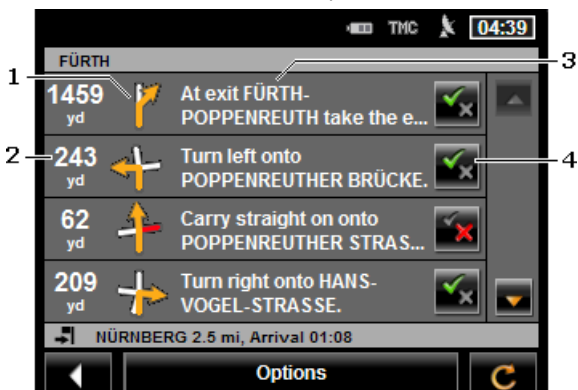 TMC 04:39
FÜRTH
1 3
1459 yd At exit FÜRTH-
POPPENREUTH take the e...
2 4
243 yd Turn left onto
POPPENREUTHER BRÜCKE.
62 yd Carry straight on onto
POPPENREUTHER STRAS...
209 yd Turn right onto HANS-
VOGEL-STRASSE.
NÜRNBERG 2.5 mi, Arrival 01:08
Options